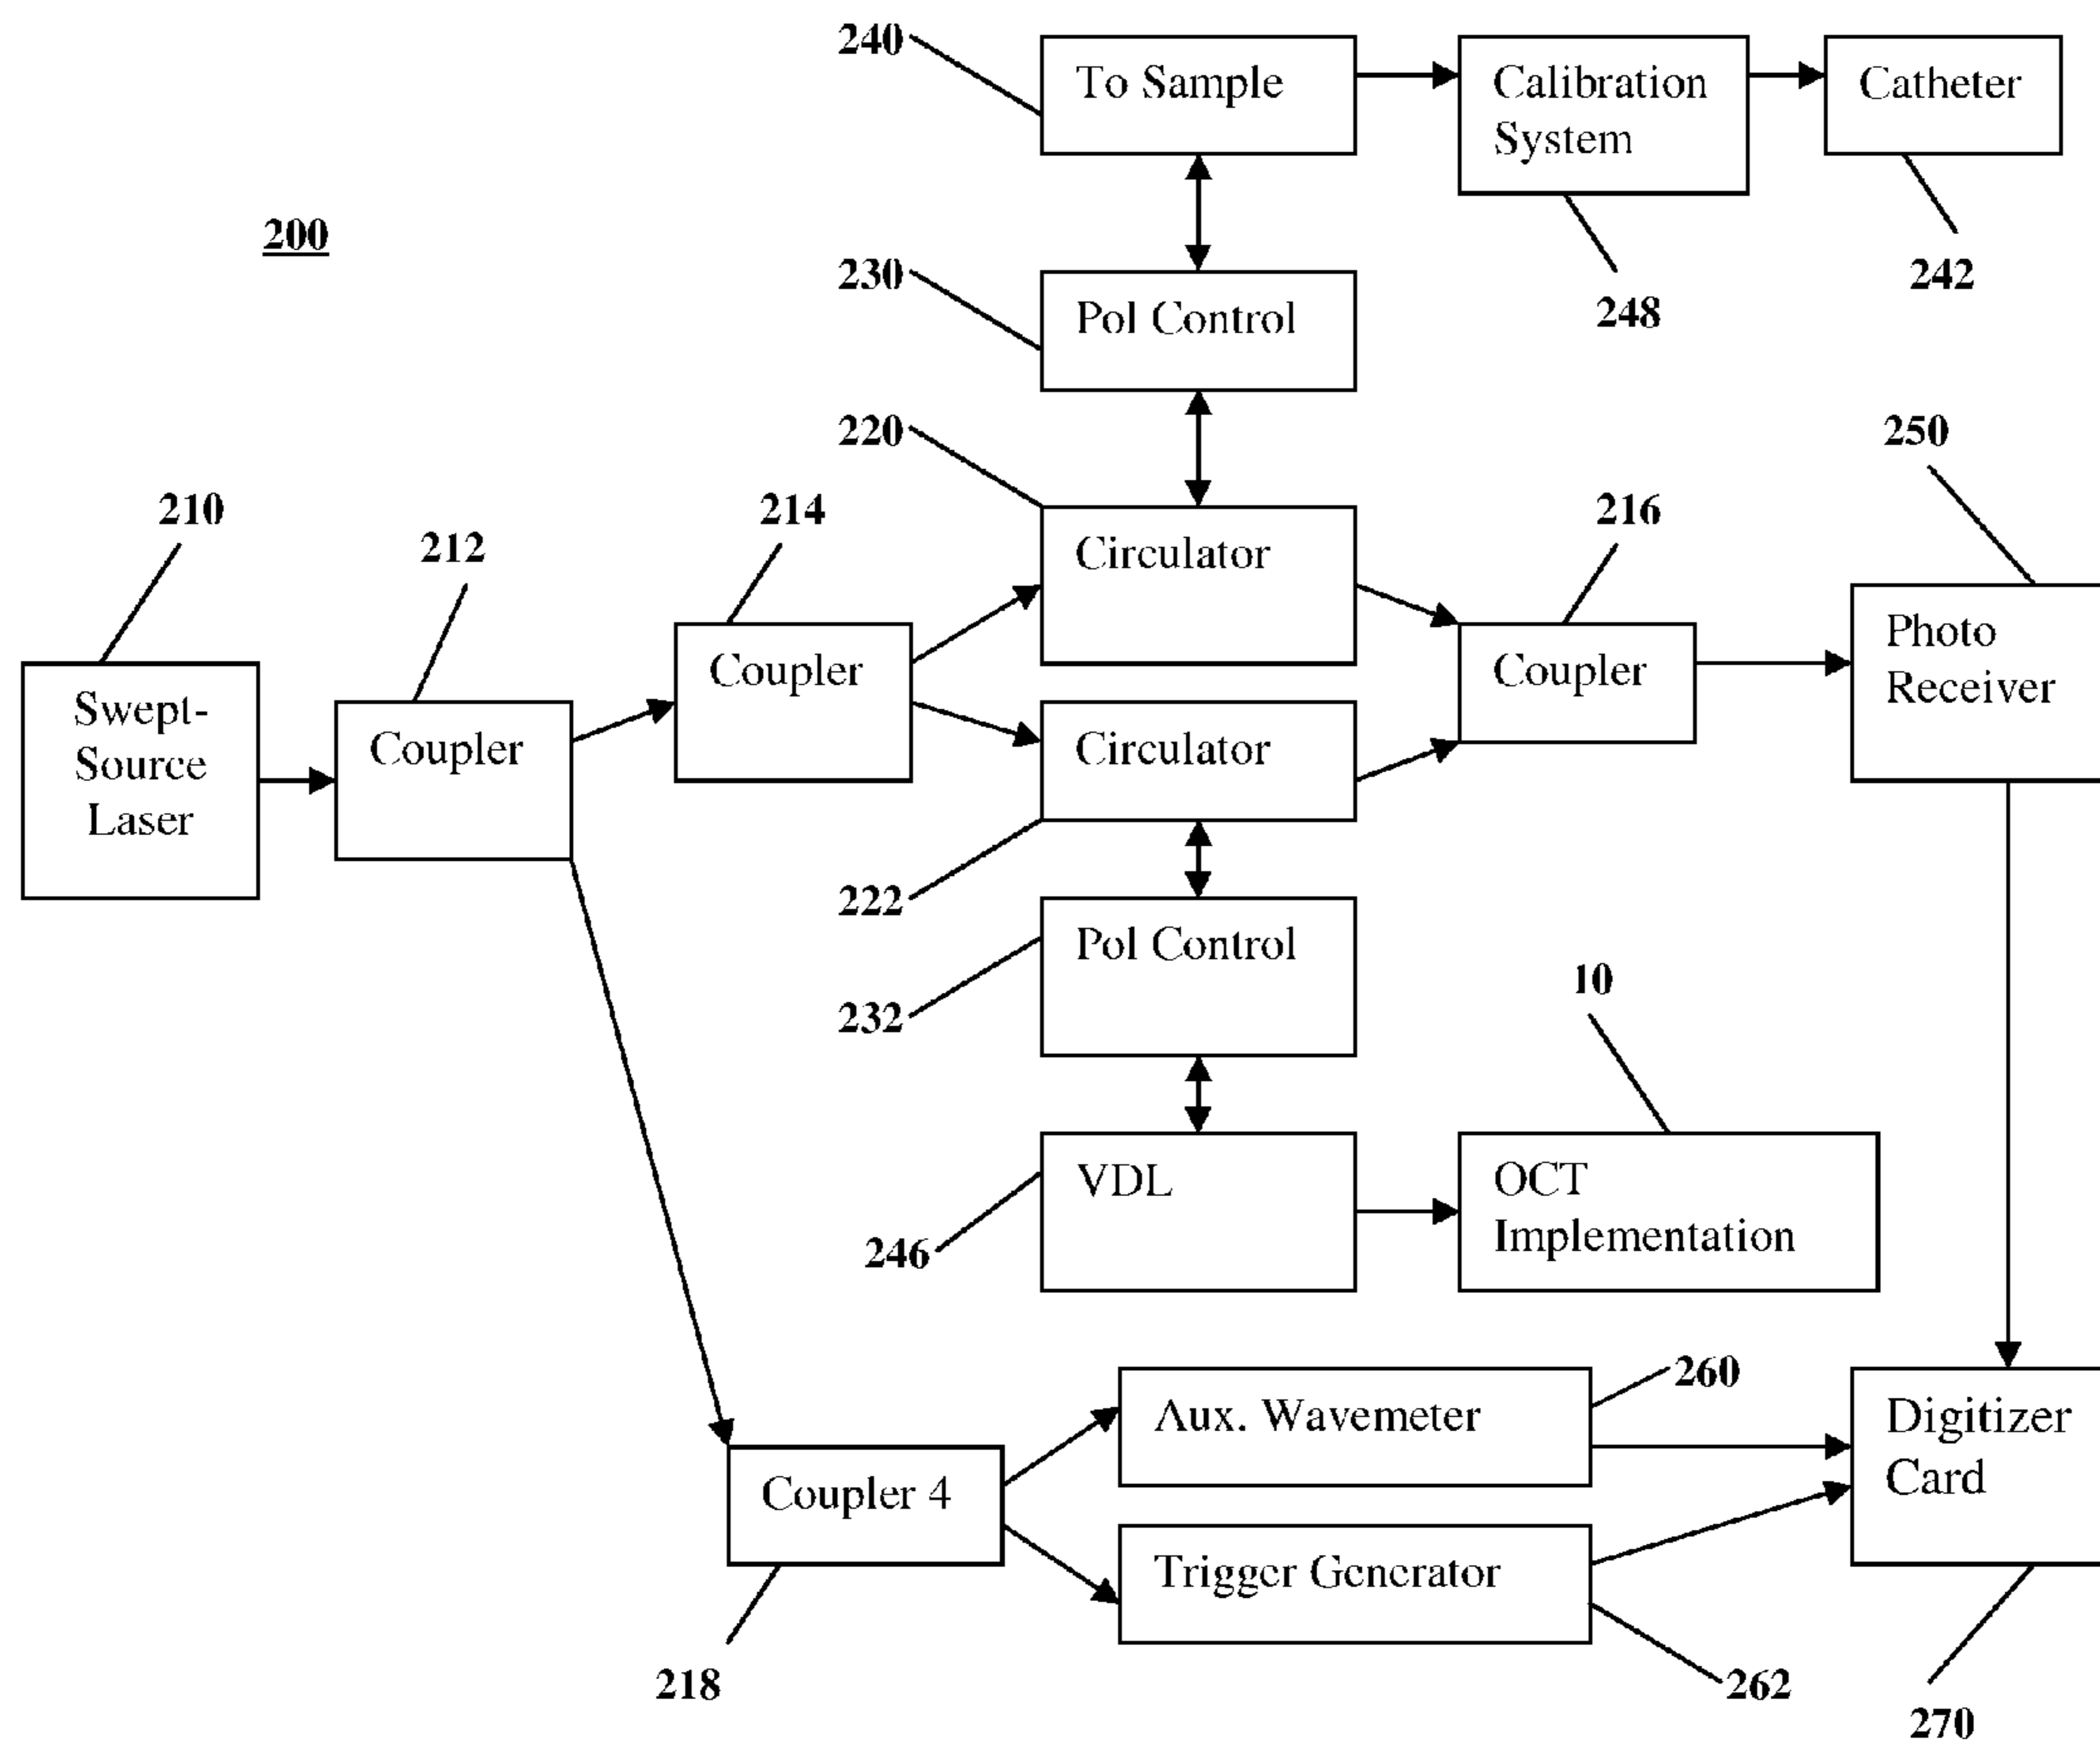 240
To Sample
Calibration
System
Catheter
200
230
Pol Control
248
242
220
250
210
212
214
Circulator
216
Swept-
Source
Laser
Coupler
Coupler
Circulator
Coupler
Photo
Receiver
222
Pol Control
232
10
VDL
246
OCT
Implementation
Aux. Wavemeter
260
Coupler 4
Trigger Generator
Digitizer
Card
218
262
270